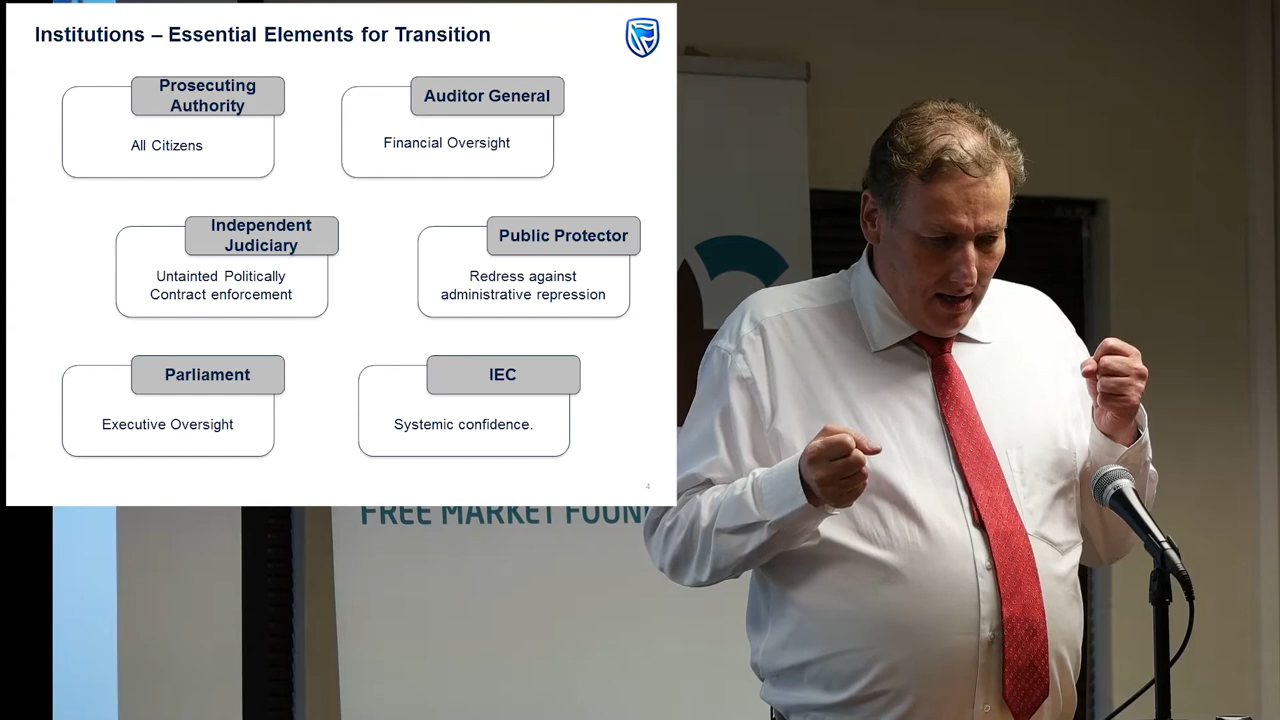 Institutions – Essential Elements for Transition
Prosecuting
Authority
All Citizens
Auditor General
Financial Oversight
Independent
Judiciary
Untainted Politically
Contract enforcement
Public Protector
Redress against
administrative repression
Parliament
Executive Oversight
IEC
Systemic confidence.
4
FREE MARKET FOUN